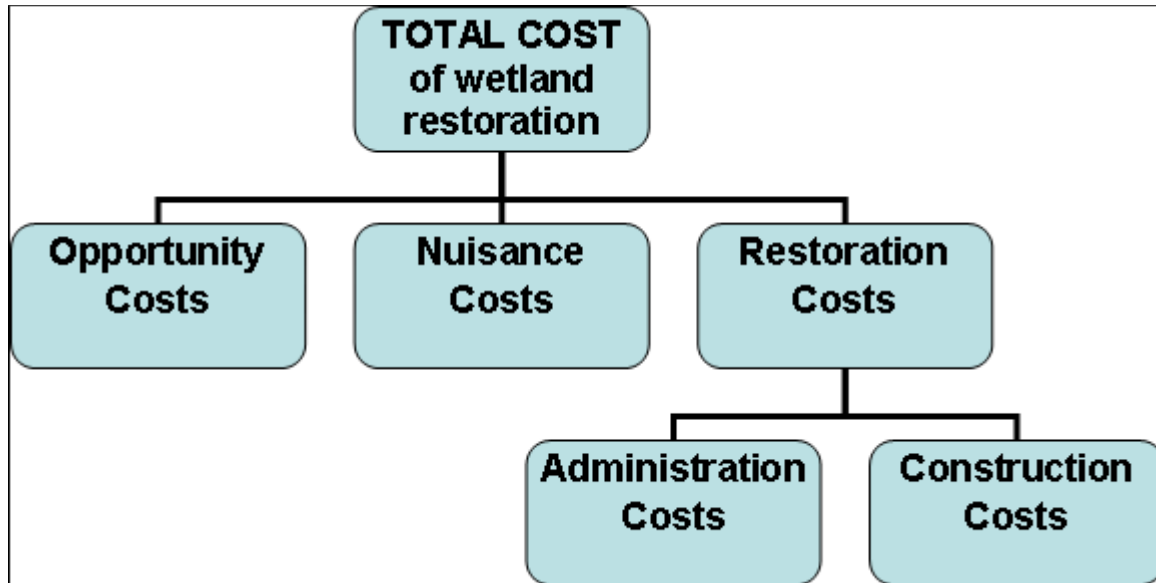 TOTAL COST
of wetland
restoration
Opportunity
Costs
Nuisance
Costs
Restoration
Costs
Administration
Costs
Construction
Costs